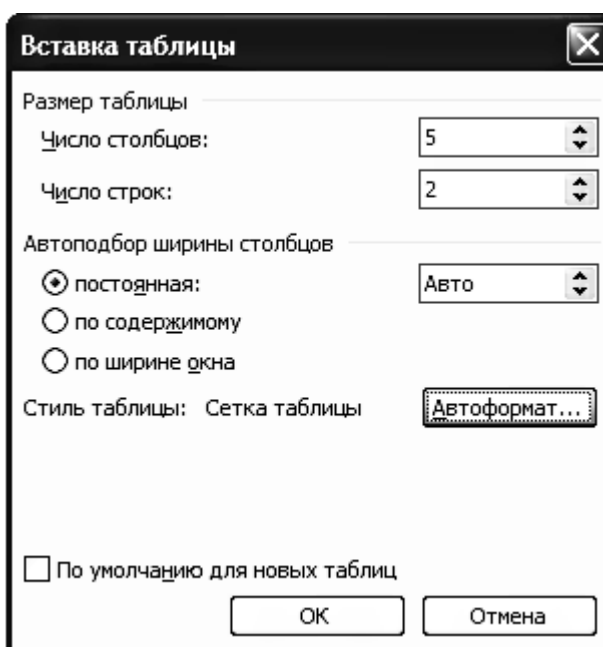 Вставка таблицы
Размер таблицы
Число столбцов: 5
Число строк: 2
Автоподбор ширины столбцов
постоянная: Авто
по содержимому
по ширине окна
Стиль таблицы: Сетка таблицы Автоформат...
По умолчанию для новых таблиц
ОК Отмена